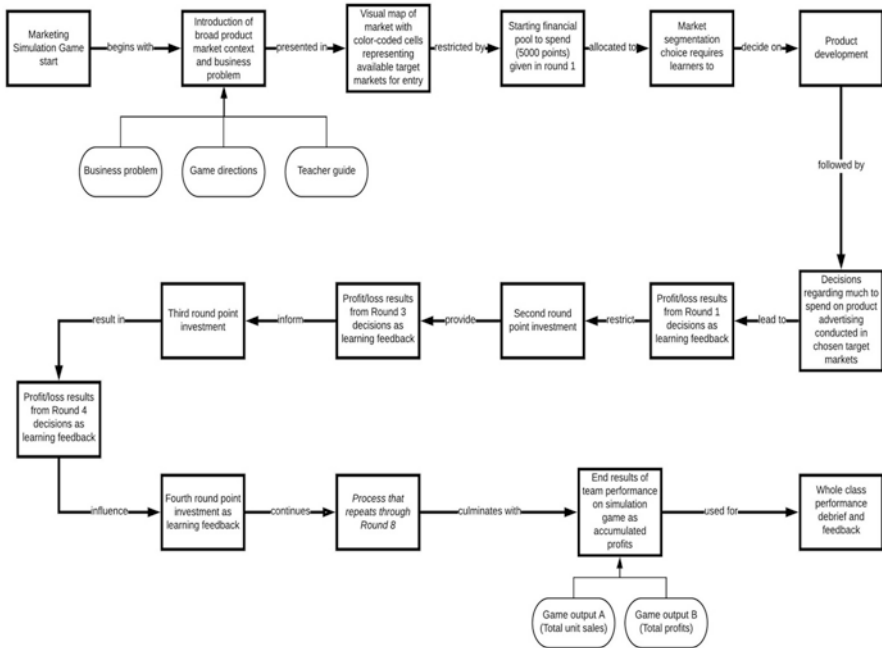 Marketing
Simulation Game
start
begins with
Introduction of
broad product
market context
and business
problem
presented in
Visual map of
market with
color-coded cells
representing
available target
markets for entry
restricted by
Starting financial
pool to spend
(5000 points)
given in round 1
allocated to
Market
segmentation
choice requires
learners to
decide on
Product
development
Business problem
Game directions
Teacher guide
followed by
Decisions
regarding much to
spend on product
advertising
conducted in
chosen target
markets
lead to
Profit/loss results
from Round 1
decisions as
learning feedback
restrict
Second round
point investment
provide
Profit/loss results
from Round 3
decisions as
learning feedback
inform
Third round point
investment
result in
Profit/loss results
from Round 4
decisions as
learning feedback
influence
Fourth round point
investment as
learning feedback
continues
Process that
repeats through
Round 8
culminates with
End results of
team performance
on simulation
game as
accumulated
profits
used for
Whole class
performance
debrief and
feedback
Game output A
(Total unit sales)
Game output B
(Total profits)